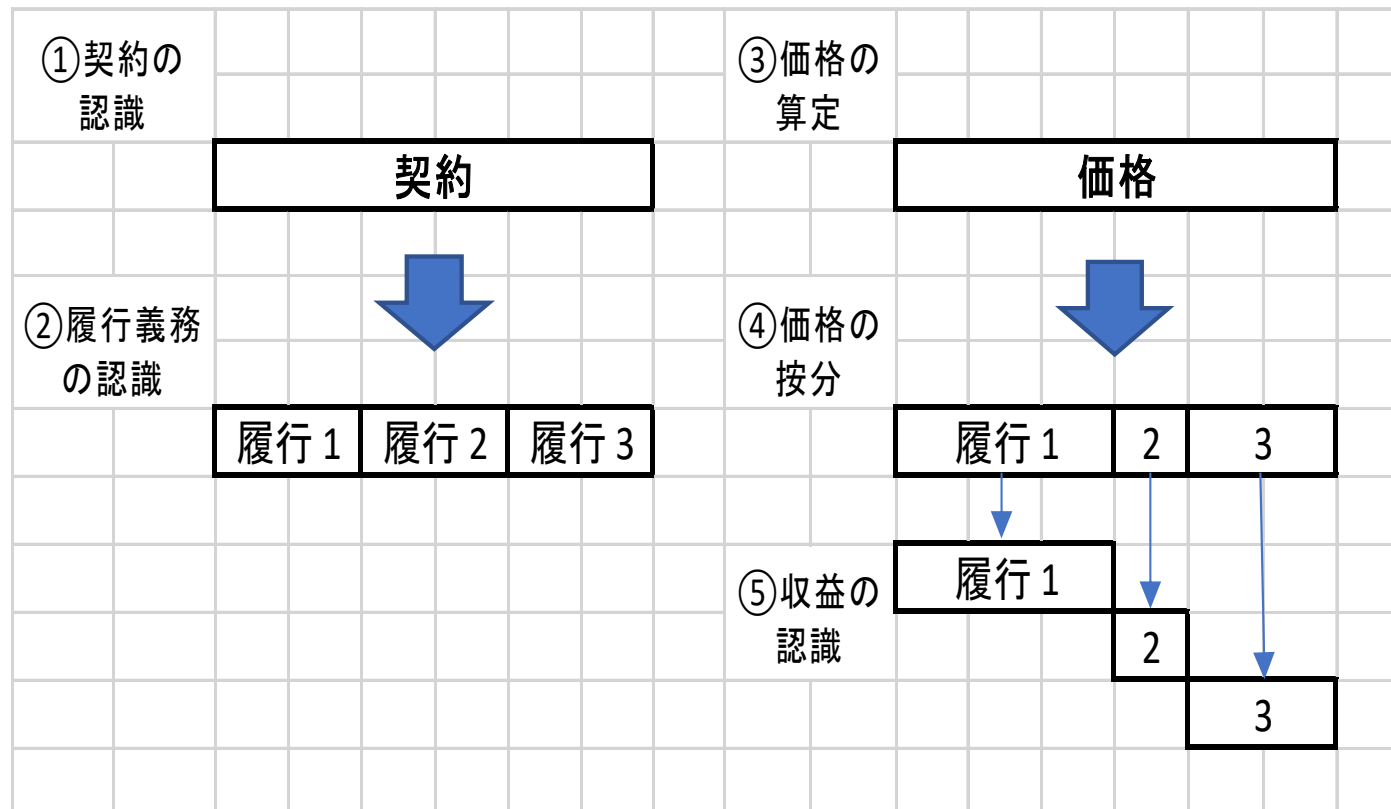 ①契約の
認識
契約
②履行義務
の認識
履行1
履行2
履行3
③価格の
算定
価格
④価格の
按分
履行1
2
3
⑤収益の
認識
履行1
2
3